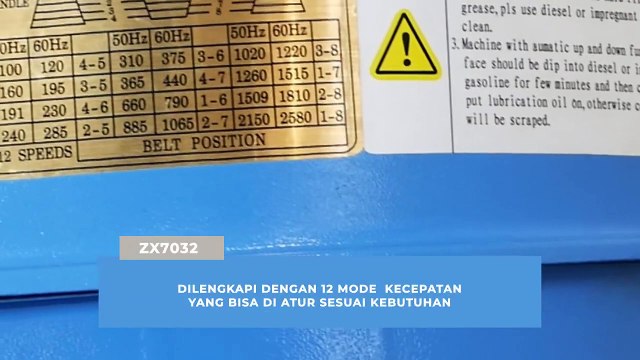 NDLE
0Hz 60Hz 50Hz 60Hz 50Hz 60Hz
100 120 4-5 310 375 3-6 1020 1220 3-8
160 195 3-5 365 440 4-7 1260 1515 1-7
191 230 4-6 660 790 1-6 1509 1810 2-8
240 285 2-5 885 1065 2-7 2150 2580 1-8
12 SPEEDS BELT POSITION
grease, pls use diesel or impregnant
clean.
3. Machine with aumatic up and down
face should be dip into diesel or
gasoline for few minutes and then
put lubrication oil on, otherwise
will be scraped.
ZX7032
DILENGKAPI DENGAN 12 MODE KECEPATAN
YANG BISA DI ATUR SESUAI KEBUTUHAN